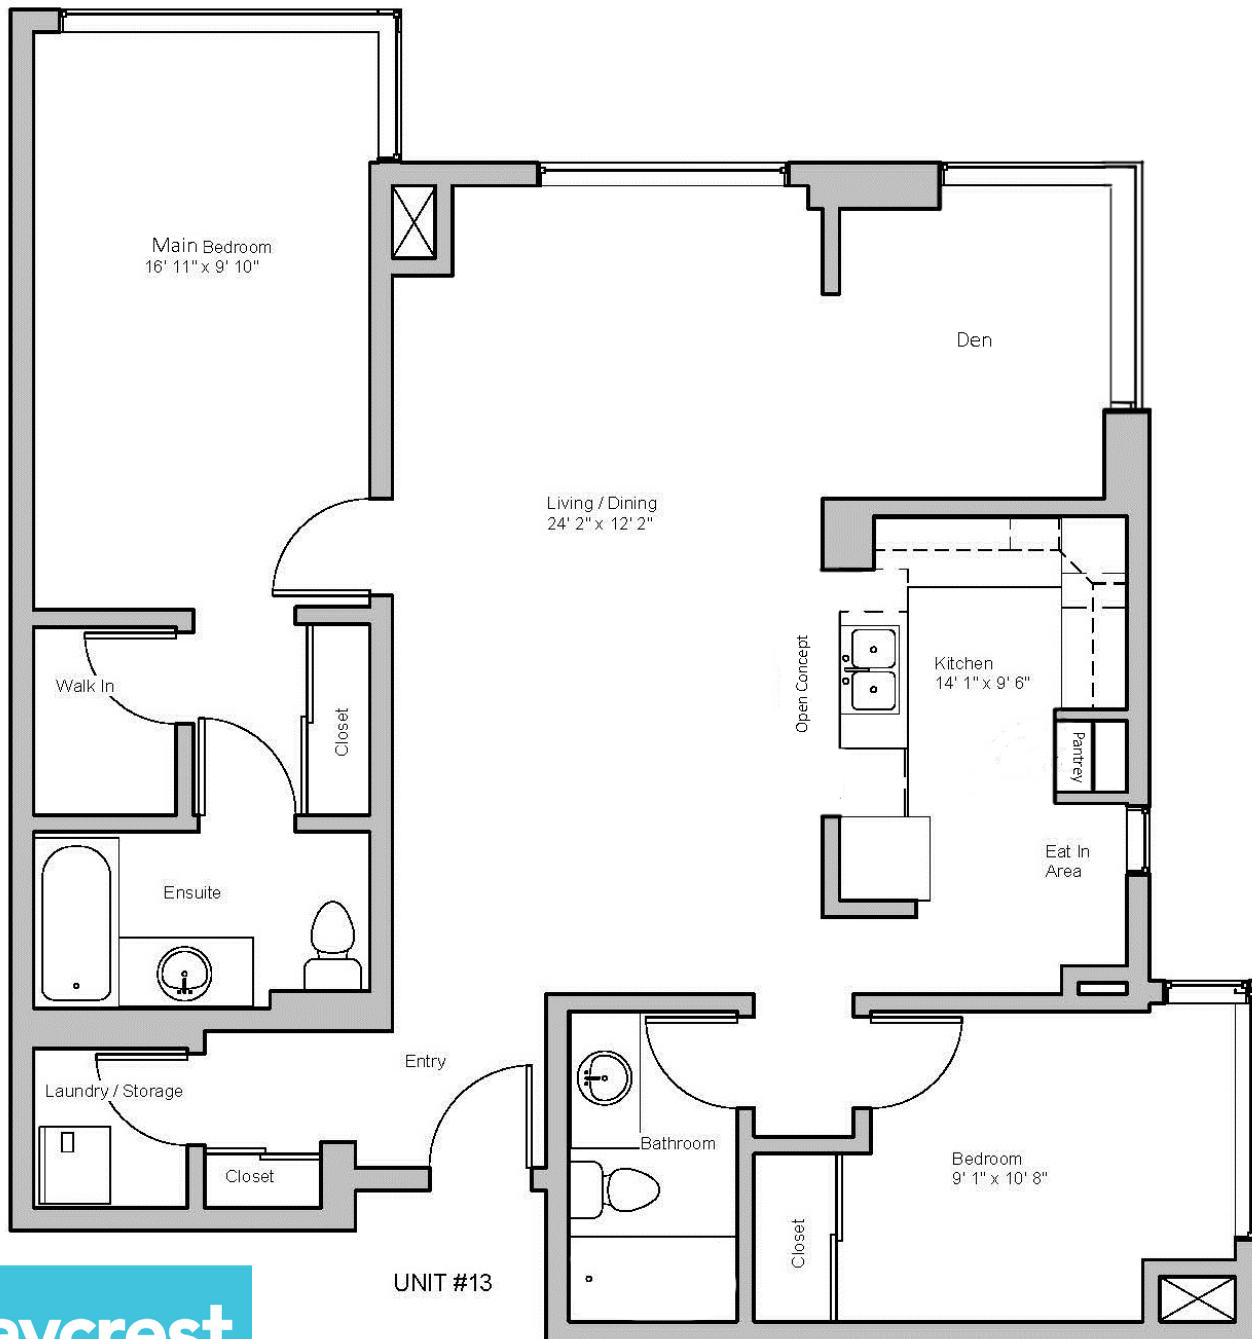 Main Bedroom
16' 11" x 9' 10"
Den
Living / Dining
24' 2" x 12' 2"
Open Concept
Kitchen
14' 1" x 9' 6"
Walk In
Closet
Pantrey
Eat In
Area
Ensuite
Entry
Laundry / Storage
Bathroom
Closet
Bedroom
9' 1" x 10' 8"
Closet
UNIT #13
eycrest